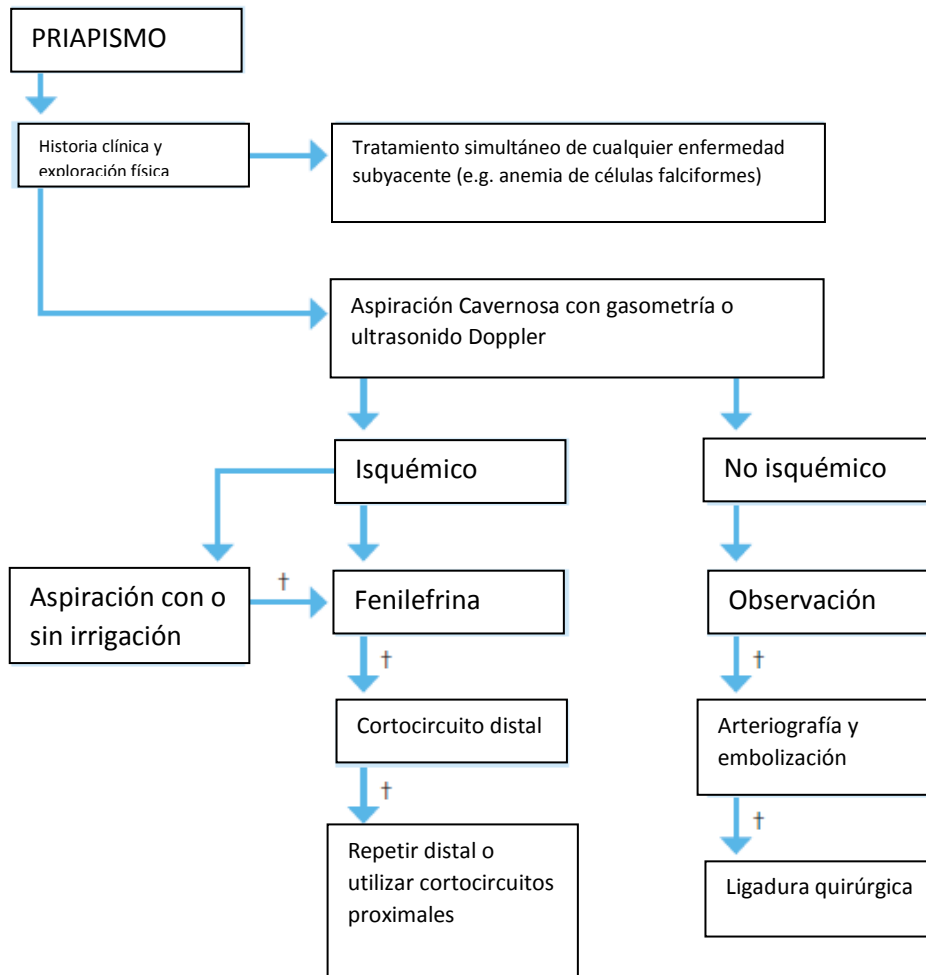 PRIAPISMO
Historia clínica y
exploración física
Tratamiento simultáneo de cualquier enfermedad
subyacente (e.g. anemia de células falciformes)
Aspiración Cavernosa con gasometría o
ultrasonido Doppler
Isquémico
No isquémico
Aspiración con o
sin irrigación
†
Fenilefrina
Observación
†
†
Cortocircuito distal
Arteriografía y
embolización
†
†
Repetir distal o
utilizar cortocircuitos
proximales
Ligadura quirúrgica